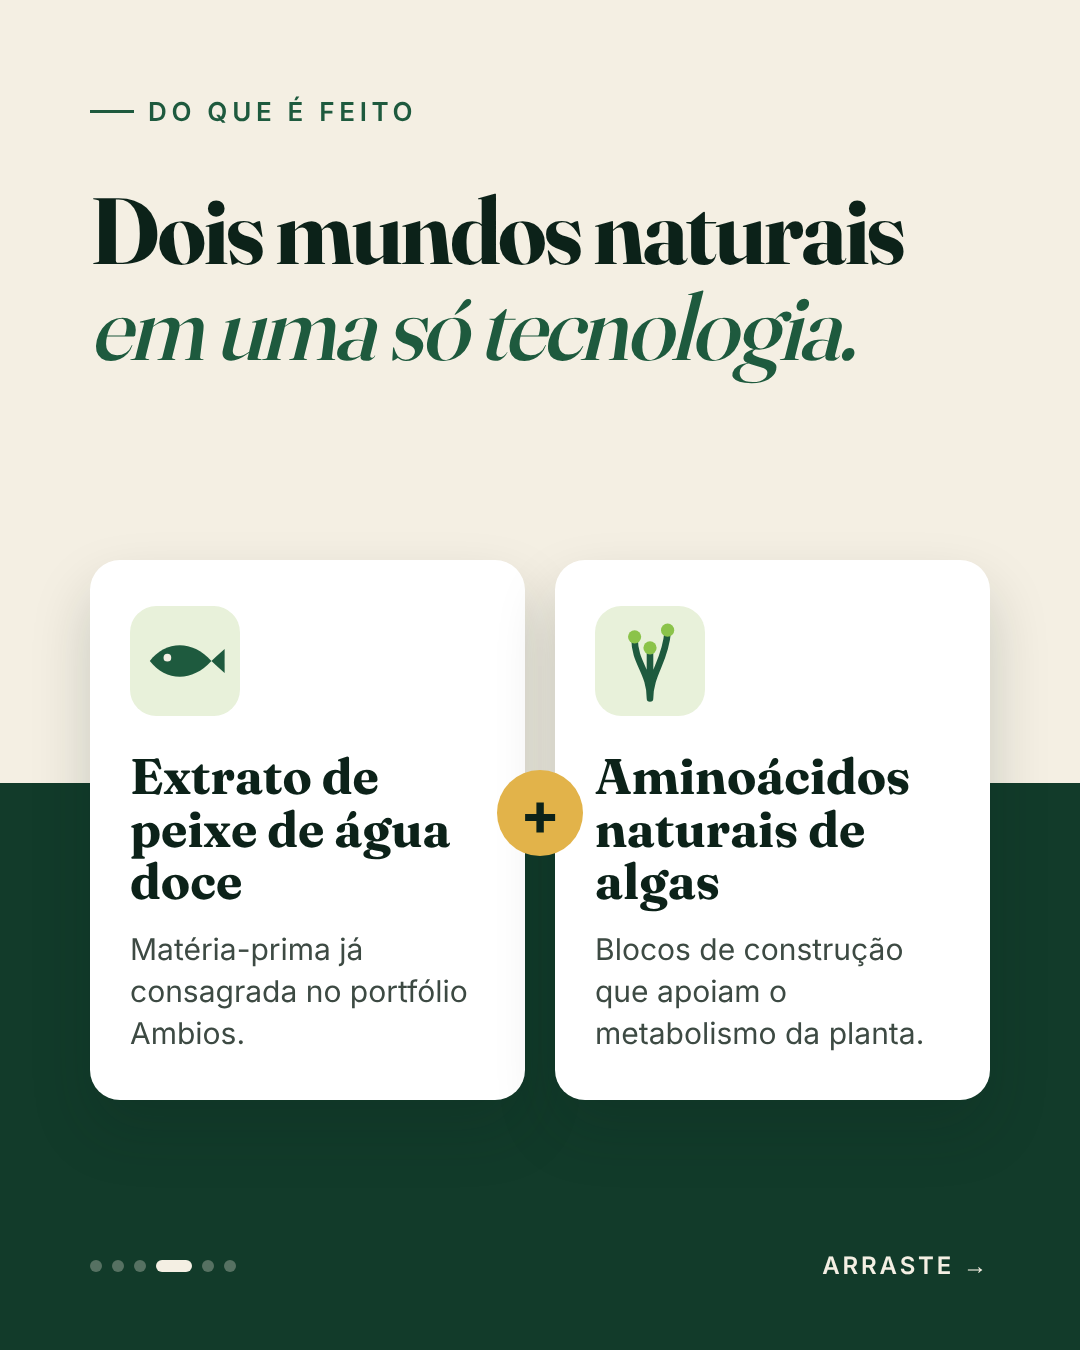 DO QUE É FEITO
Dois mundos naturais
em uma só tecnologia.
Extrato de
peixe de água
doce
Matéria-prima já
consagrada no portfólio
Ambios.
+
Aminoácidos
naturais de
algas
Blocos de construção
que apoiam o
metabolismo da planta.
ARRASTE →